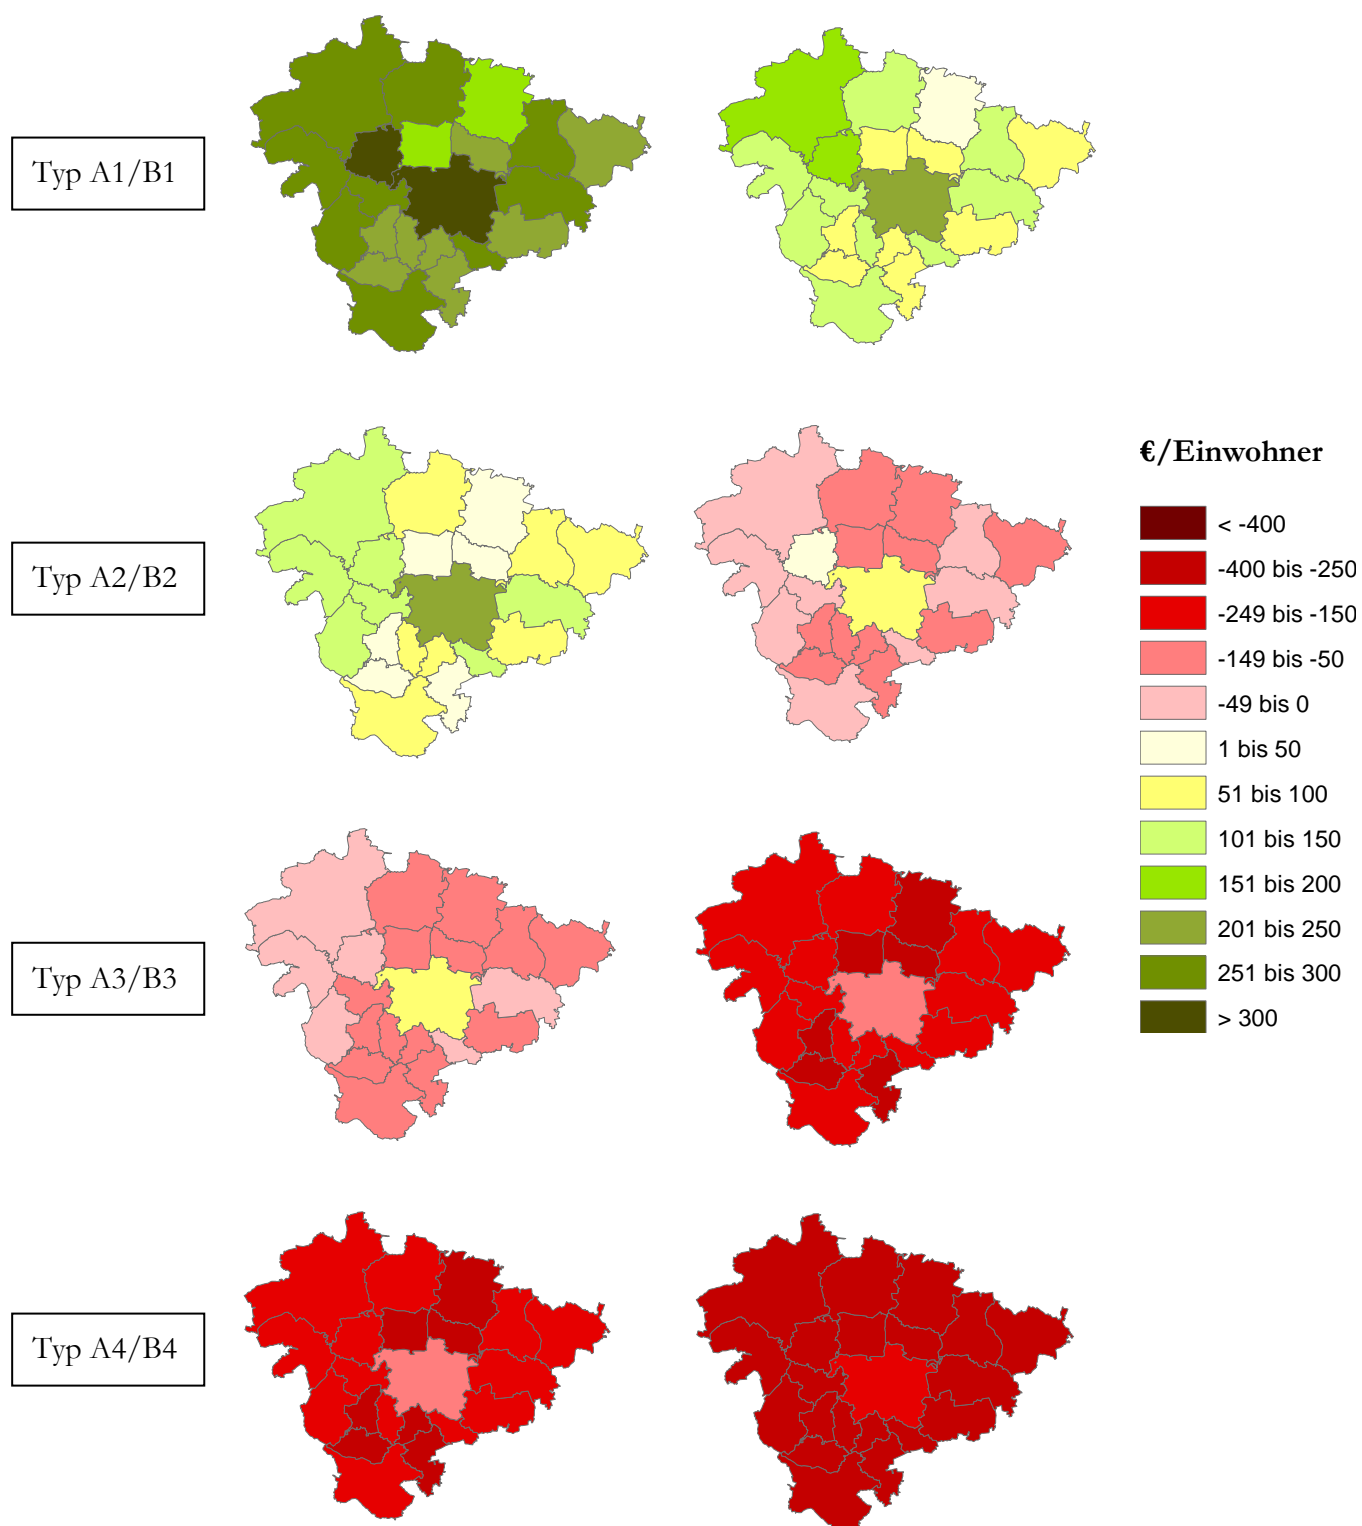 Typ A1/B1
Typ A2/B2
Typ A3/B3
Typ A4/B4
€/Einwohner
< -400
-400 bis -250
-249 bis -150
-149 bis -50
-49 bis 0
1 bis 50
51 bis 100
101 bis 150
151 bis 200
201 bis 250
251 bis 300
> 300